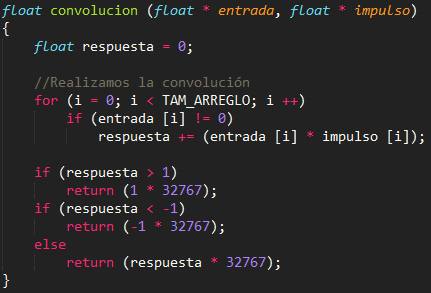 float convolucion (float * entrada, float * impulso)
{
    float respuesta = 0;

    //Realizamos la convolución
    for (i = 0; i < TAM_ARREGLO; i ++)
        if (entrada [i] != 0)
            respuesta += (entrada [i] * impulso [i]);

    if (respuesta > 1)
        return (1 * 32767);
    if (respuesta < -1)
        return (-1 * 32767);
    else
        return (respuesta * 32767);
}